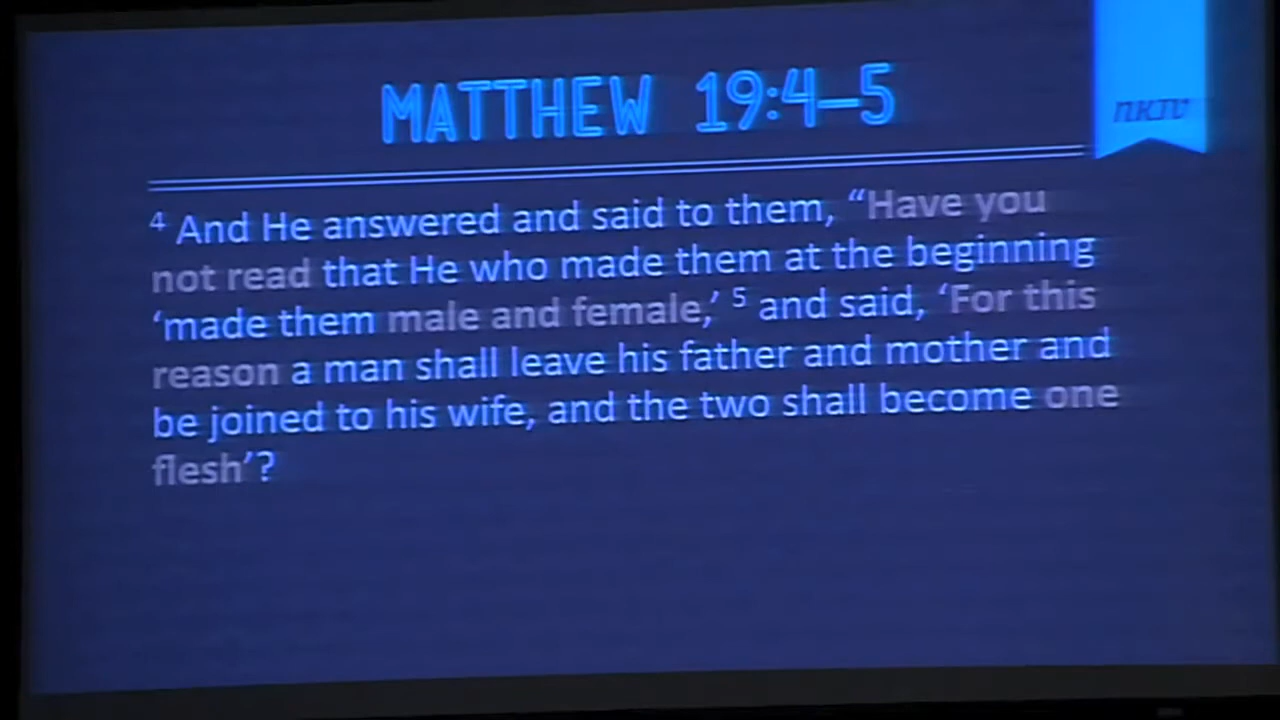 MATTHEW 19:4–5
NKJV
⁴ And He answered and said to them, “Have you
not read that He who made them at the beginning
‘made them male and female,’ ⁵ and said, ‘For this
reason a man shall leave his father and mother and
be joined to his wife, and the two shall become one
flesh’?